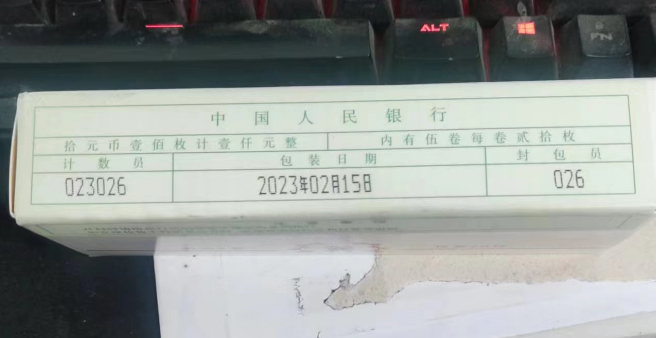 ALT
FN
中国人民银行
拾元币壹佰枚计壹仟元整 内有伍卷每卷贰拾枚
计数员 包装日期 封包员
023026 2023年02月15日 026